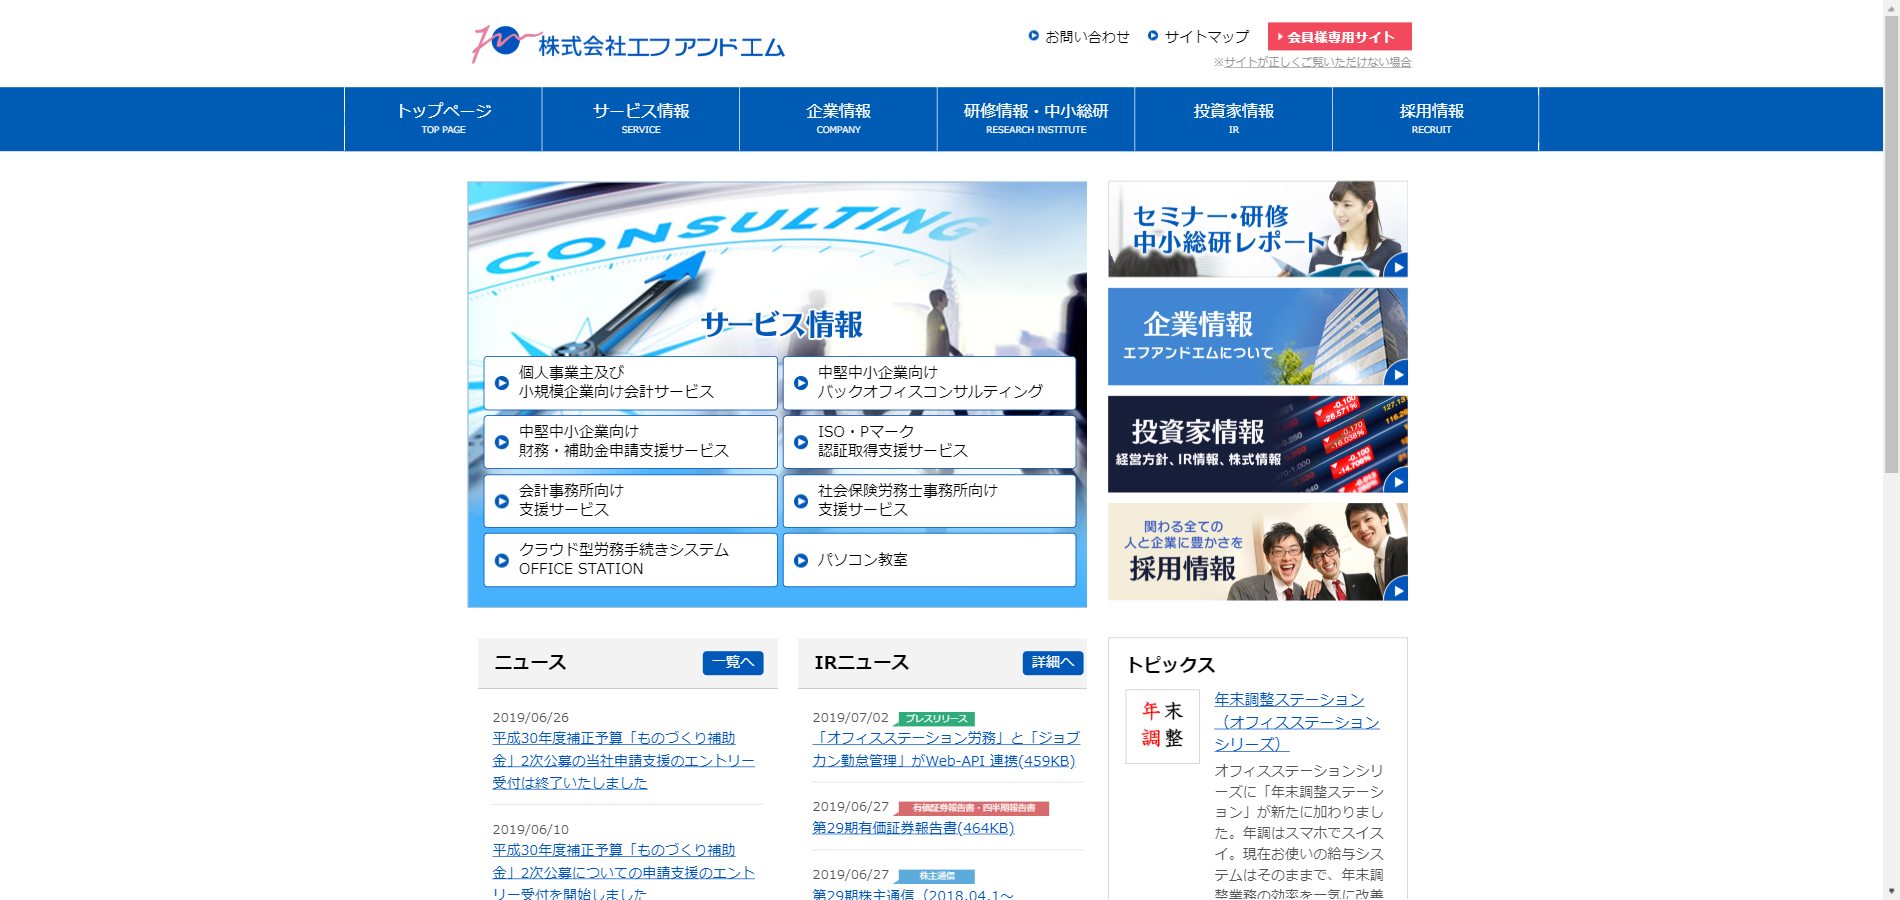 株式会社エフアンドエム
お問い合わせ
サイトマップ
会員様専用サイト
※サイトが正しくご覧いただけない場合
トップページ
TOP PAGE
サービス情報
SERVICE
企業情報
COMPANY
研修情報・中小総研
RESEARCH INSTITUTE
投資家情報
IR
採用情報
RECRUIT
CONSULTING
サービス情報
個人事業主及び
小規模企業向け会計サービス
中堅中小企業向け
バックオフィスコンサルティング
中堅中小企業向け
財務・補助金申請支援サービス
ISO・Pマーク
認証取得支援サービス
会計事務所向け
支援サービス
社会保険労務士事務所向け
支援サービス
クラウド型労務手続きシステム
OFFICE STATION
パソコン教室
セミナー・研修
中小総研レポート
企業情報
エフアンドエムについて
投資家情報
経営方針、IR情報、株式情報
関わる全ての
人と企業に豊かさを
採用情報
ニュース
一覧へ
2019/06/26
平成30年度補正予算「ものづくり補助
金」2次公募の当社申請支援のエントリー
受付は終了いたしました
2019/06/10
平成30年度補正予算「ものづくり補助
金」2次公募についての申請支援のエント
リー受付を開始しました
IRニュース
詳細へ
2019/07/02 プレスリリース
「オフィスステーション労務」と「ジョブ
カン勤怠管理」がWeb-API 連携(459KB)
2019/06/27 有価証券報告書・四半期報告書
第29期有価証券報告書(464KB)
2019/06/27 株主通信
第29期株主通信（2018.04.1～
トピックス
年末
調整
年末調整ステーション
（オフィスステーション
シリーズ）
オフィスステーションシリ
ーズに「年末調整ステーシ
ョン」が新たに加わりまし
た。年調はスマホでスイス
イ。現在お使いの給与シス
テムはそのままで、年末調
整業務の効率を一気に改善